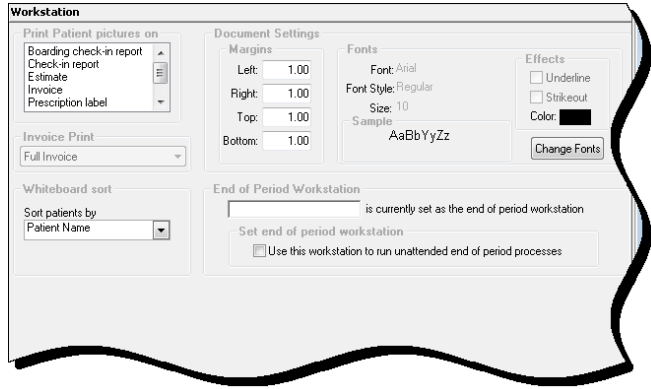 Workstation
Print Patient pictures on
Boarding check-in report
Check-in report
Estimate
Invoice
Prescription label
Invoice Print
Full Invoice
Whiteboard sort
Sort patients by
Patient Name
Document Settings
Margins
Left: 1.00
Right: 1.00
Top: 1.00
Bottom: 1.00
Fonts
Font: Arial
Font Style: Regular
Size: 10
Sample
AaBbYyZz
Effects
Underline
Strikeout
Color:
Change Fonts
End of Period Workstation
is currently set as the end of period workstation
Set end of period workstation
Use this workstation to run unattended end of period processes